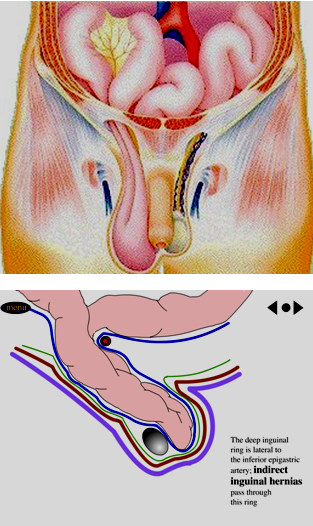 menu
The deep inguinal
ring is lateral to
the inferior epigastric
artery; indirect
inguinal hernias
pass through
this ring